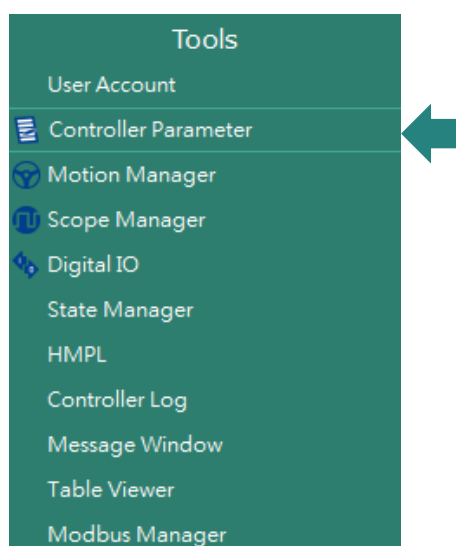 Tools
User Account
Controller Parameter
Motion Manager
Scope Manager
Digital IO
State Manager
HMPL
Controller Log
Message Window
Table Viewer
Modbus Manager